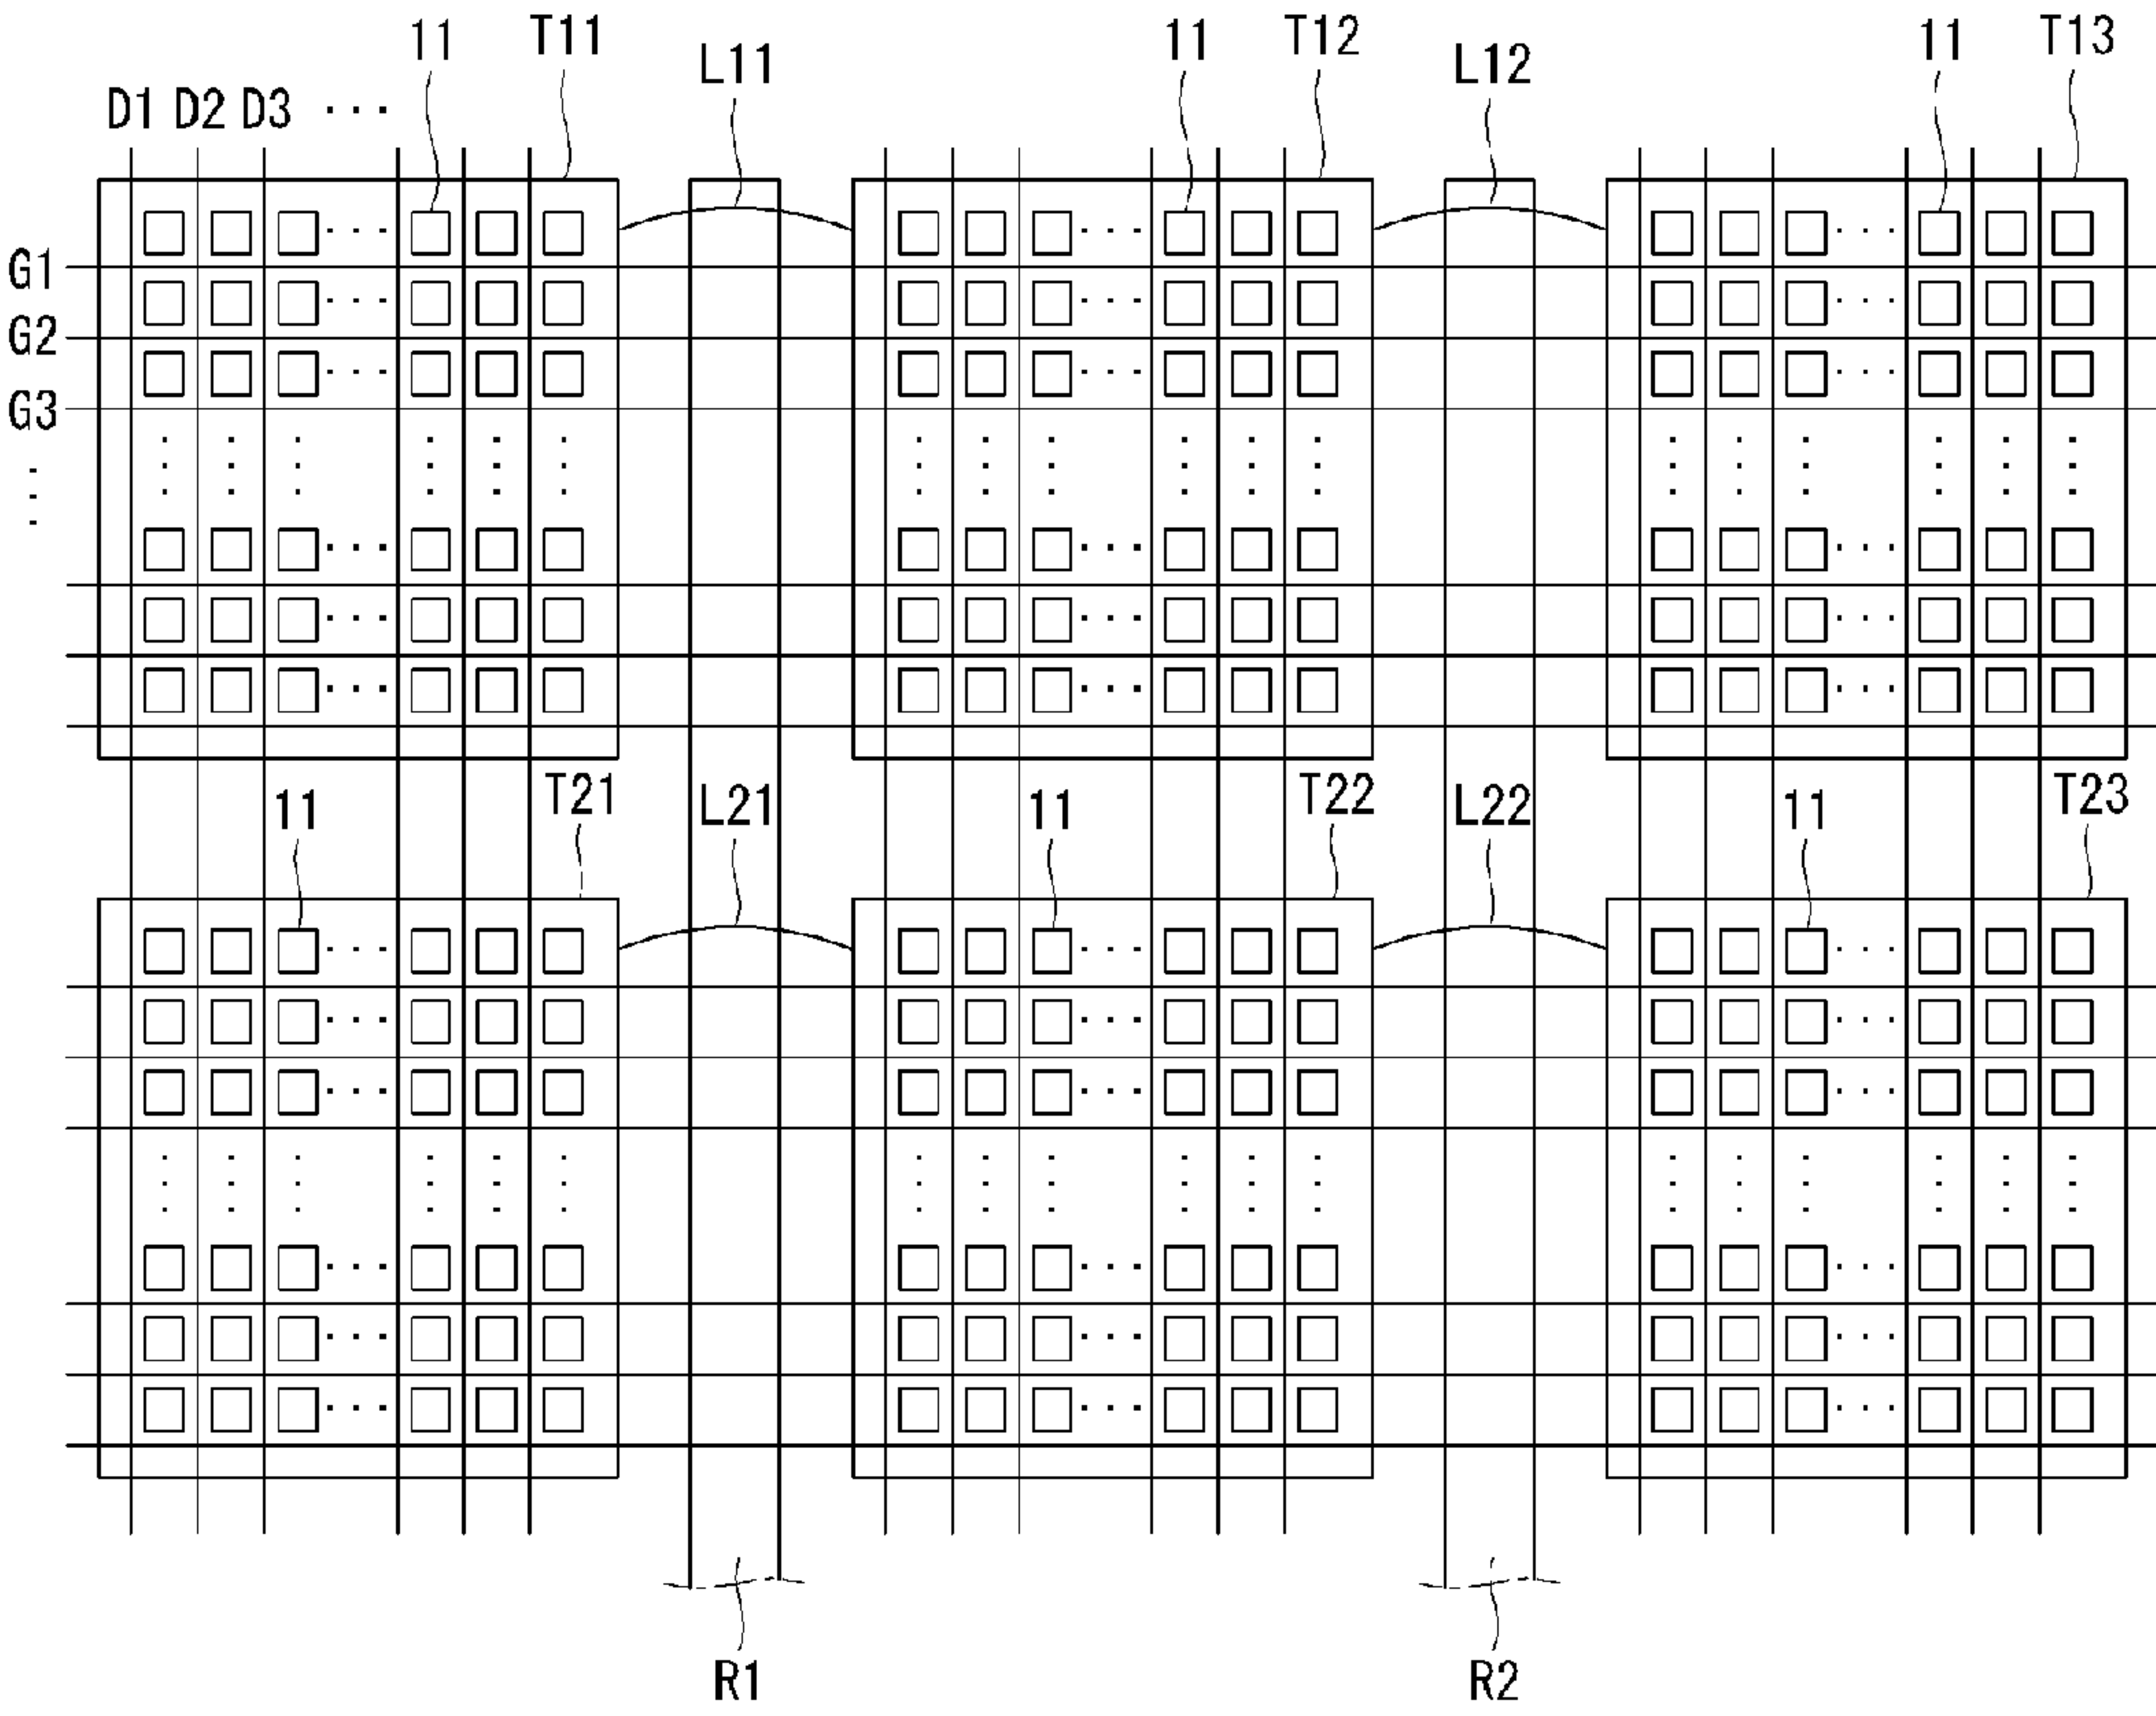 11 T11 L11 11 T12 L12 11 T13
D1 D2 D3 ···
G1
G2
G3
11 T21 L21 11 T22 L22 11 T23
R1 R2